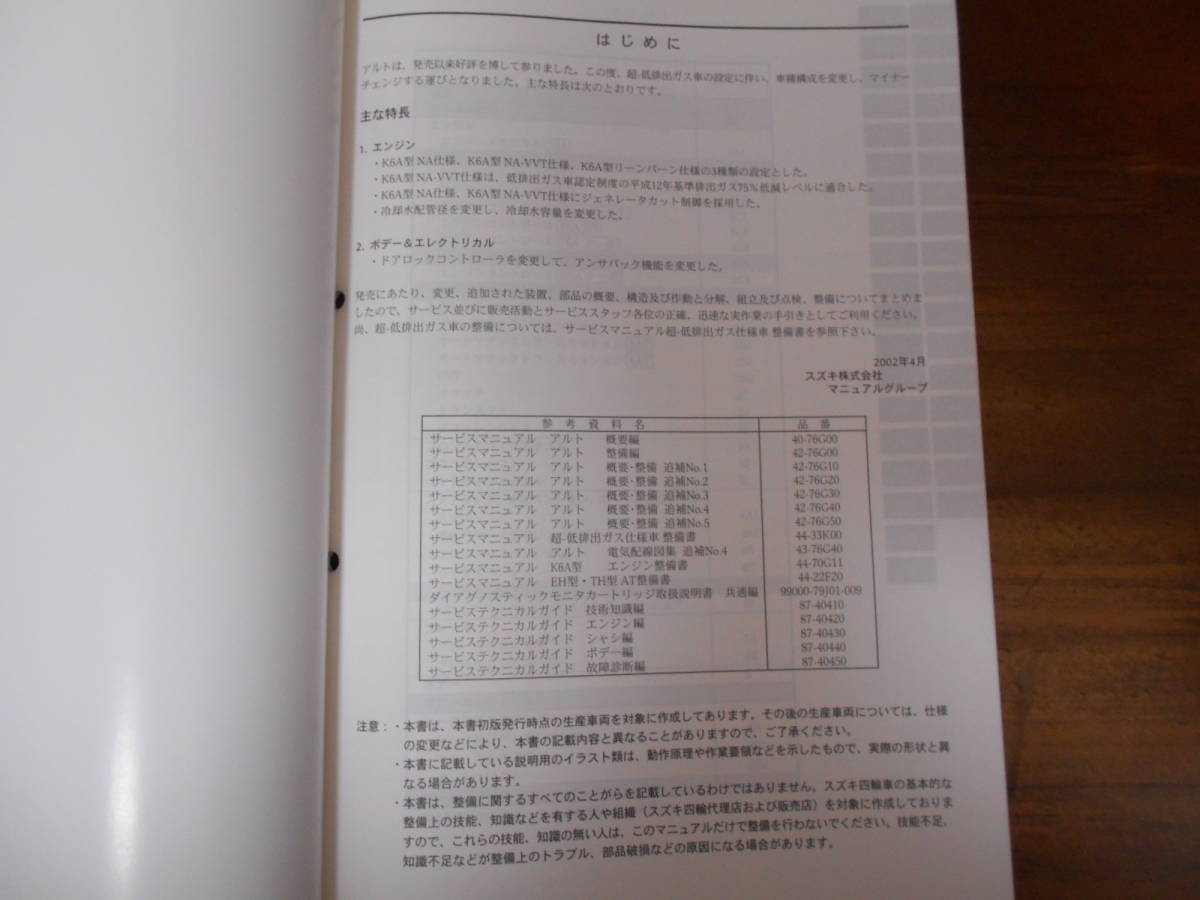 はじめに
アルトは、発売以来好評を博して参りました。この度、超-低排出ガス車の設定に伴い、車種構成を変更し、マイナー
チェンジする運びとなりました。主な特長は次のとおりです。
主な特長
1. エンジン
・K6A型 NA仕様、K6A型 NA-VVT仕様、K6A型リーンバーン仕様の3種類の設定とした。
・K6A型 NA-VVT仕様は、低排出ガス車認定制度の平成12年基準排出ガス75％低減レベルに適合した。
・K6A型 NA仕様、K6A型 NA-VVT仕様にジェネレータカット制御を採用した。
・冷却水配管径を変更し、冷却水容量を変更した。
2. ボデー＆エレクトリカル
・ドアロックコントローラを変更して、アンサバック機能を変更した。
発売にあたり、変更、追加された装置、部品の概要、構造及び作動と分解、組立及び点検、整備についてまとめま
したので、サービス並びに販売活動とサービススタッフ各位の正確、迅速な実作業の手引きとしてご利用ください。
尚、超-低排出ガス車の整備については、サービスマニュアル超-低排出ガス仕様車 整備書を参照下さい。
2002年4月
スズキ株式会社
マニュアルグループ
参 考 資 料 名 品 番
サービスマニュアル アルト 概要編 40-76G00
サービスマニュアル アルト 整備編 42-76G00
サービスマニュアル アルト 概要・整備 追補No.1 42-76G10
サービスマニュアル アルト 概要・整備 追補No.2 42-76G20
サービスマニュアル アルト 概要・整備 追補No.3 42-76G30
サービスマニュアル アルト 概要・整備 追補No.4 42-76G40
サービスマニュアル アルト 概要・整備 追補No.5 42-76G50
サービスマニュアル 超-低排出ガス仕様車 整備書 44-33K00
サービスマニュアル アルト 電気配線図集 追補No.4 43-76G40
サービスマニュアル K6A型 エンジン整備書 44-70G11
サービスマニュアル EH型・TH型 AT整備書 44-22F20
ダイアグノスティックモニタカートリッジ取扱説明書 共通編 99000-79J01-009
サービステクニカルガイド 技術知識編 87-40410
サービステクニカルガイド エンジン編 87-40420
サービステクニカルガイド シャシ編 87-40430
サービステクニカルガイド ボデー編 87-40440
サービステクニカルガイド 故障診断編 87-40450
注意：・本書は、本書初版発行時点の生産車両を対象に作成してあります。その後の生産車両については、仕様
の変更などにより、本書の記載内容と異なることがありますので、ご了承ください。
・本書に記載している説明用のイラスト類は、動作原理や作業要領などを示したもので、実際の形状と異
なる場合があります。
・本書は、整備に関するすべてのことがらを記載しているわけではありません。スズキ四輪車の基本的な
整備上の技能、知識などを有する人や組織（スズキ四輪代理店および販売店）を対象に作成しておりま
すので、これらの技能、知識の無い人は、このマニュアルだけで整備を行わないでください。技能不足、
知識不足などが整備上のトラブル、部品破損などの原因になる場合があります。